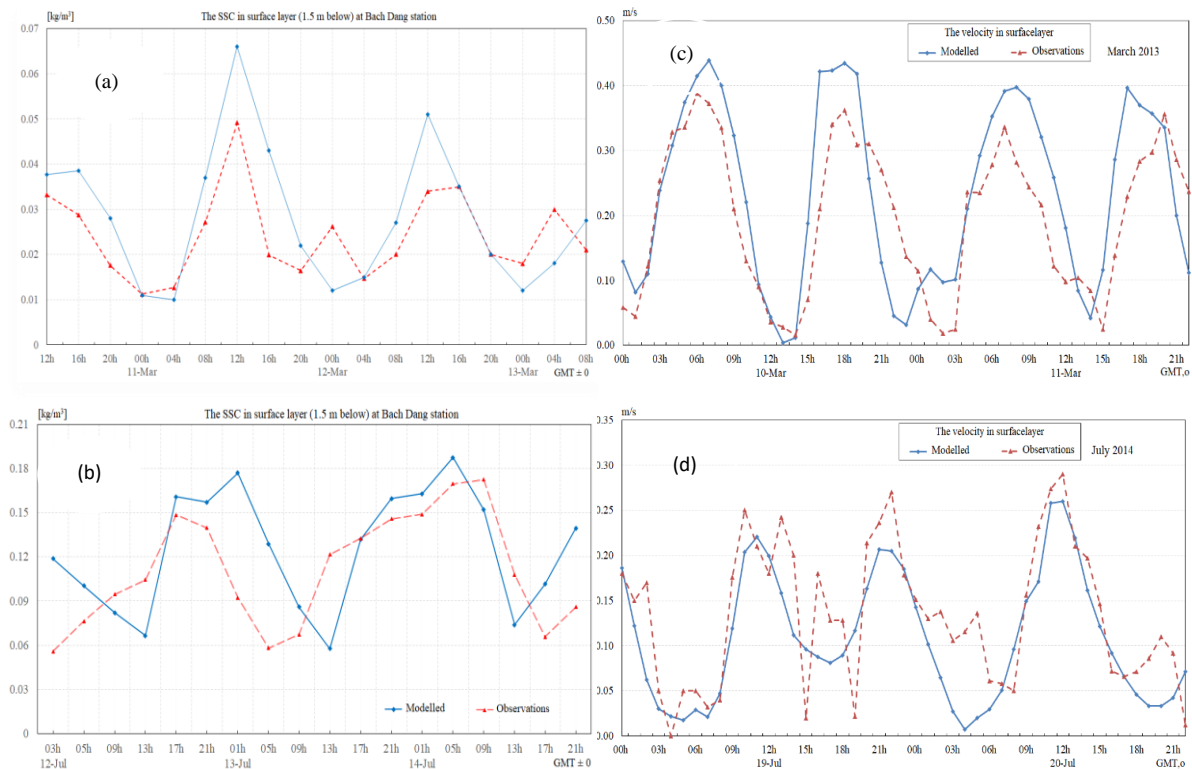 [kg/m³]
The SSC in surface layer (1.5 m below) at Bach Dang station
(a)
0.07
0.06
0.05
0.04
0.03
0.02
0.01
0
12h 16h 20h 00h 04h 08h 12h 16h 20h 00h 04h 08h 12h 16h 20h 00h 04h 08h
11-Mar 12-Mar 13-Mar GMT ± 0
m/s
(c)
The velocity in surfacelayer
Modelled Observations
March 2013
0.50
0.40
0.30
0.20
0.10
0.00
00h 03h 06h 09h 12h 15h 18h 21h 00h 03h 06h 09h 12h 15h 18h 21h
10-Mar 11-Mar GMT,o
[kg/m³]
The SSC in surface layer (1.5 m below) at Bach Dang station
(b)
0.21
0.18
0.15
0.12
0.09
0.06
0.03
0
Modelled Observations
03h 05h 09h 13h 17h 21h 01h 05h 09h 13h 17h 21h 01h 05h 09h 13h 17h 21h
12-Jul 13-Jul 14-Jul GMT ± 0
m/s
(d)
The velocity in surfacelayer
Modelled Observations
July 2014
0.35
0.30
0.25
0.20
0.15
0.10
0.05
0.00
00h 03h 06h 09h 12h 15h 18h 21h 00h 03h 06h 09h 12h 15h 18h 21h
19-Jul 20-Jul GMT,o